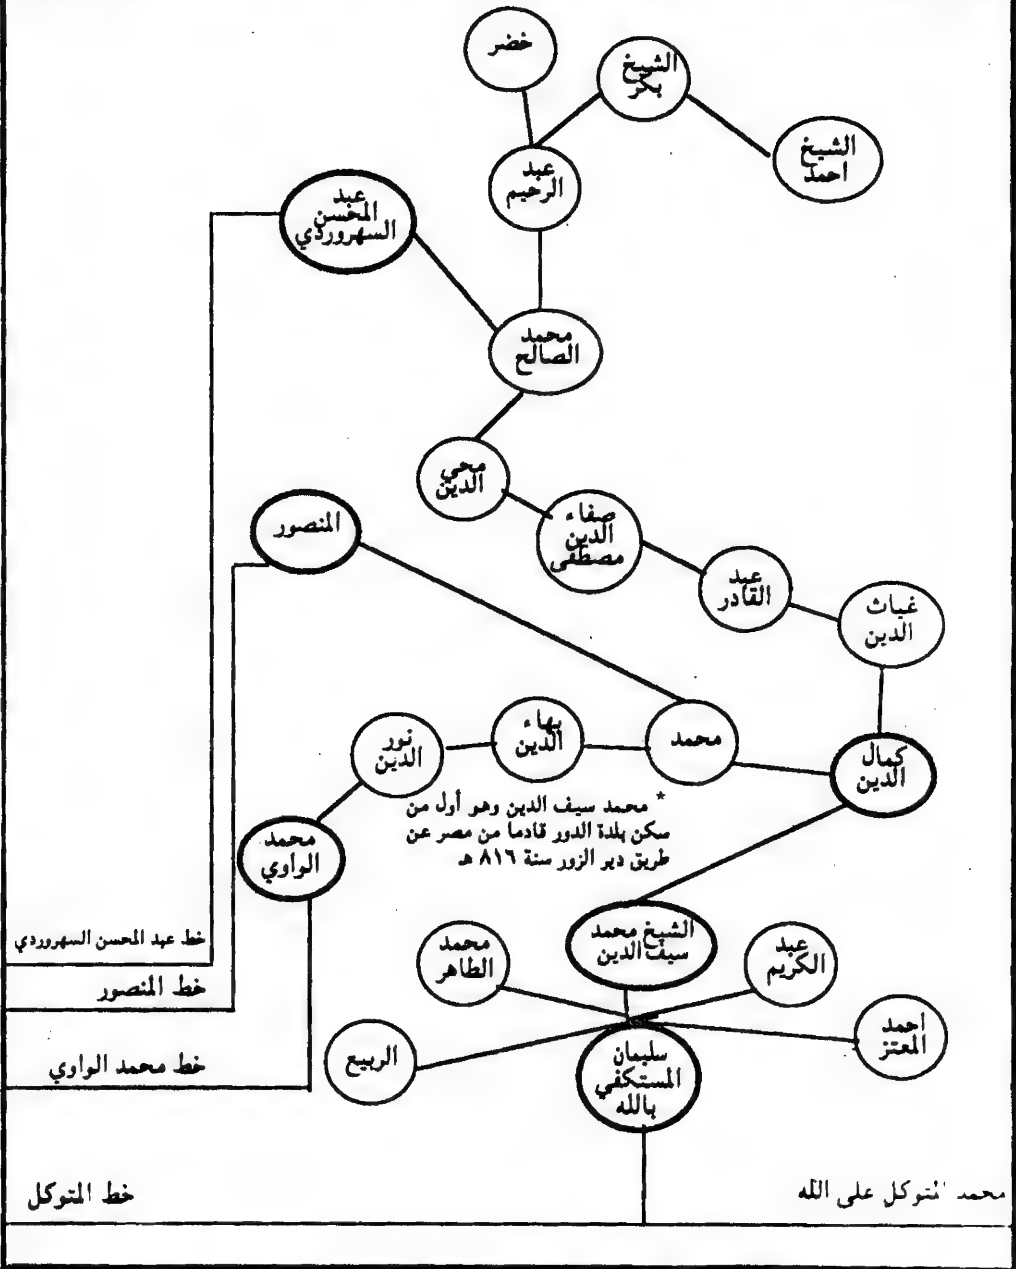 خضر
الشيخ
بكر
الشيخ
احمد
عبد
الرحيم
عبد
المحسن
السهروردي
محمد
الصالح
محي
الدين
صفاء
الدين
مصطفى
المنصور
عبد
القادر
غياث
الدين
كمال
الدين
محمد
بهاء
الدين
نور
الدين
محمد
الراوي
* محمد سيف الدين وهو أول من
سكن بلدة الدور قادما من مصر عن
طريق دير الزور سنة ٨١٦ هـ
الشيخ محمد
سيف الدين
محمد
الطاهر
عبد
الكريم
خط عبد المحسن السهروردي
خط المنصور
احمد
المعتز
الربيع
سليمان
المستكفي
بالله
خط محمد الراوي
محمد المتوكل على الله
خط المتوكل